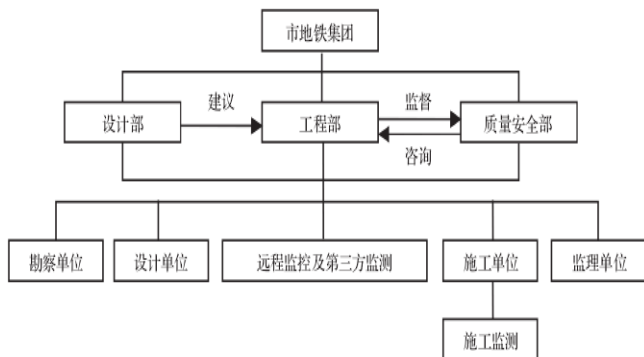 市地铁集团
建议
监督
设计部
工程部
质量安全部
咨询
勘察单位
设计单位
远程监控及第三方监测
施工单位
监理单位
施工监测